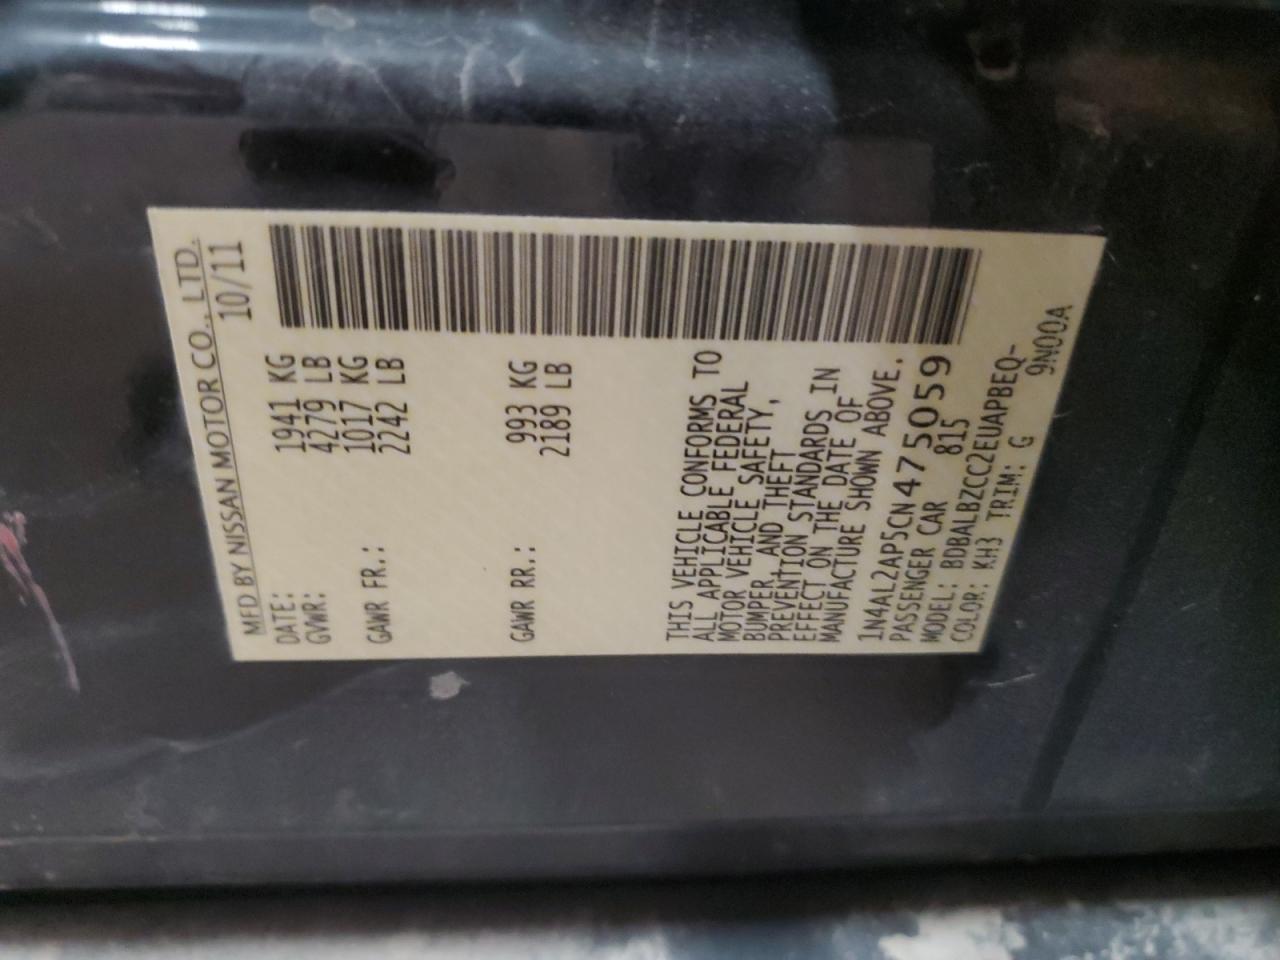 MFD BY NISSAN MOTOR CO., LTD.
DATE: 10/11
GVWR: 1941 KG
4279 LB
GAWR FR.: 1017 KG
2242 LB
GAWR RR.: 993 KG
2189 LB
THIS VEHICLE CONFORMS TO
ALL APPLICABLE FEDERAL
MOTOR VEHICLE SAFETY,
BUMPER, AND THEFT
PREVENTION STANDARDS IN
EFFECT ON THE DATE OF
MANUFACTURE SHOWN ABOVE.
1N4AL2AP5CN475059
PASSENGER CAR 815
MODEL: BDBALBZCC2EUAPBEQ-
COLOR: KH3 TRIM: G 9N00A